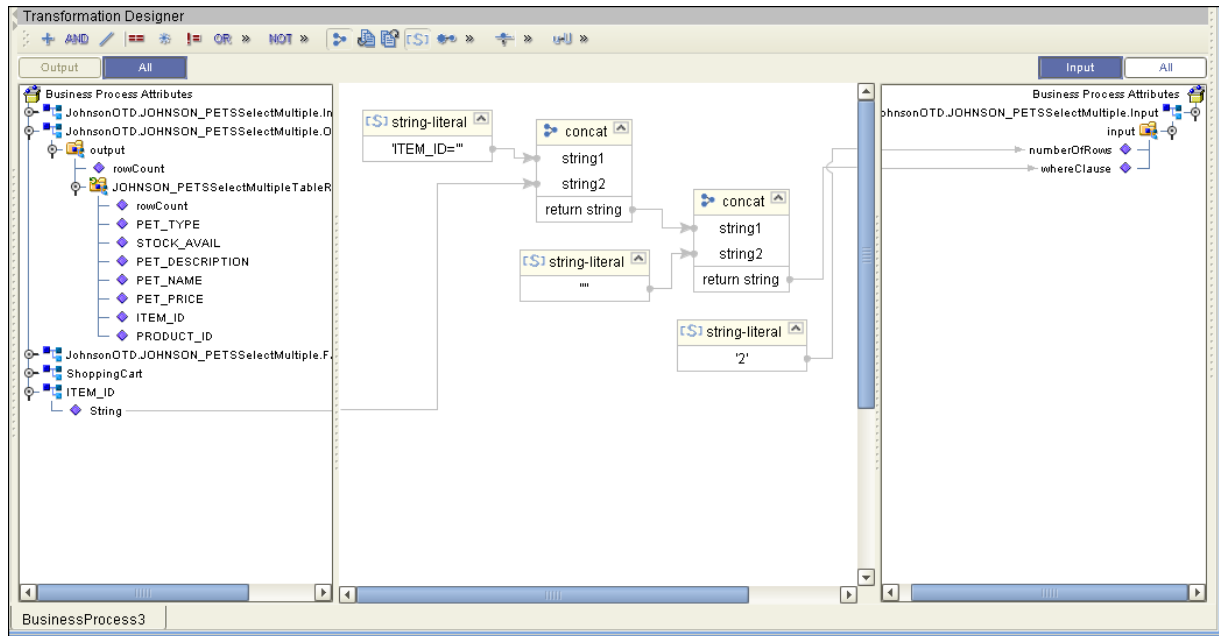 Transformation Designer
AND == != OR » NOT » [S] » » »
Output All Input All
Business Process Attributes
JohnsonOTD.JOHNSON_PETSSelectMultiple.In
JohnsonOTD.JOHNSON_PETSSelectMultiple.O
output
rowCount
JOHNSON_PETSSelectMultipleTableR
rowCount
PET_TYPE
STOCK_AVAIL
PET_DESCRIPTION
PET_NAME
PET_PRICE
ITEM_ID
PRODUCT_ID
JohnsonOTD.JOHNSON_PETSSelectMultiple.F
ShoppingCart
ITEM_ID
String
[S] string-literal
'ITEM_ID='"
concat
string1
string2
return string
[S] string-literal
""
concat
string1
string2
return string
[S] string-literal
'2'
Business Process Attributes
ohnsonOTD.JOHNSON_PETSSelectMultiple.Input
input
numberOfRows
whereClause
BusinessProcess3